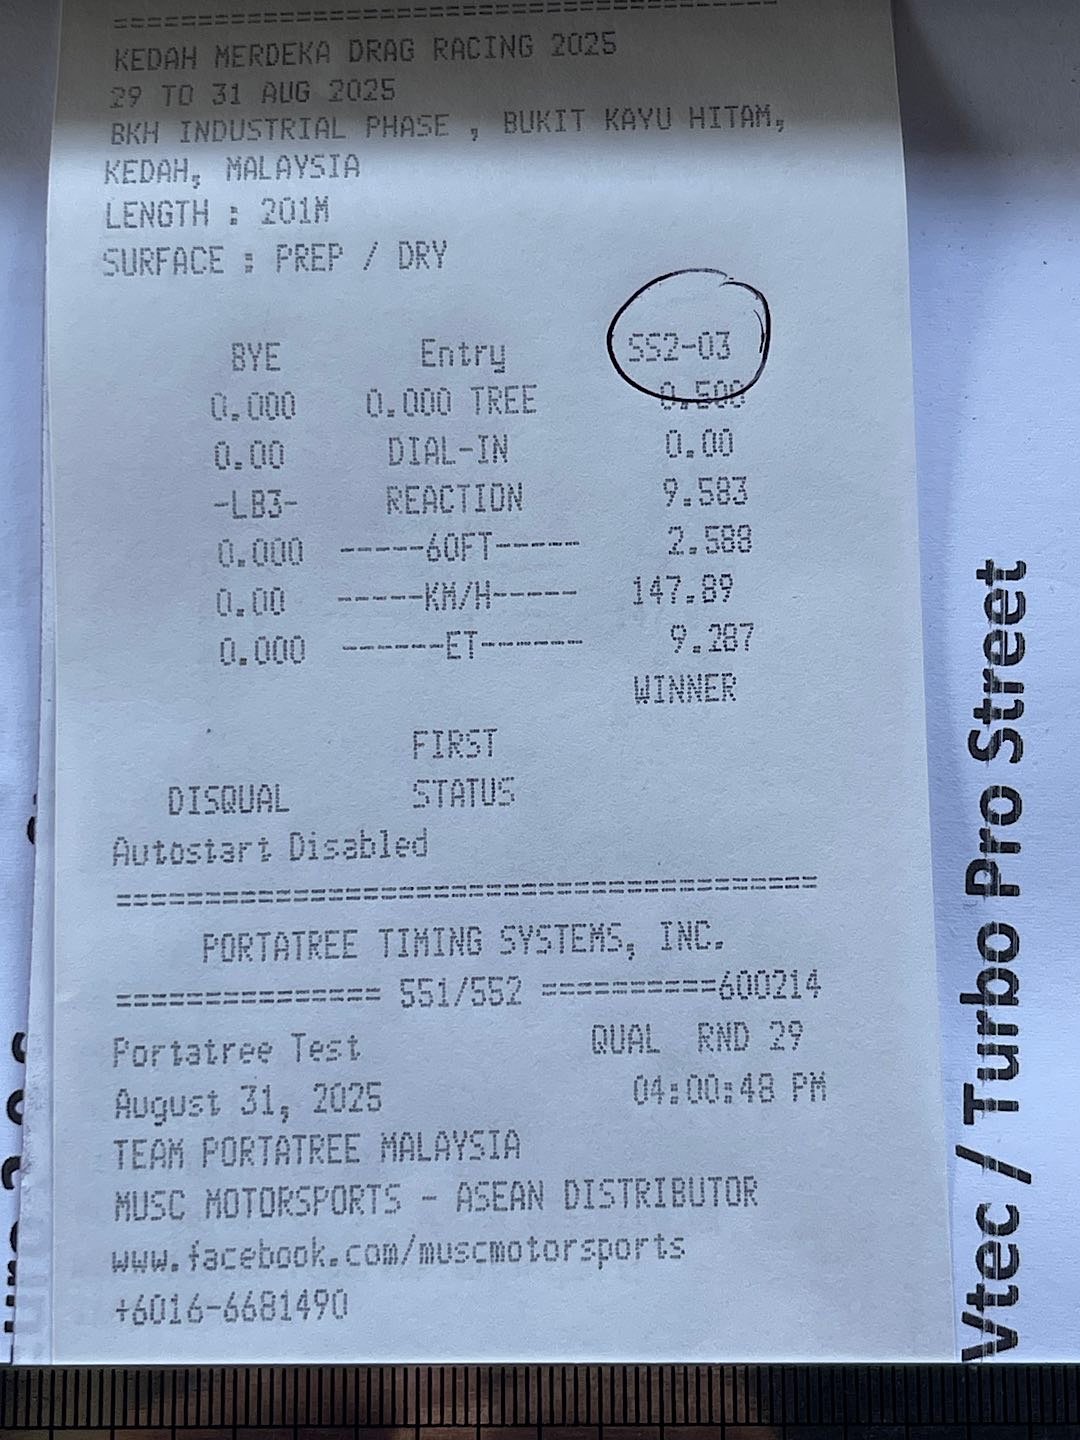 KEDAH MERDEKA DRAG RACING 2025
29 TO 31 AUG 2025
BKH INDUSTRIAL PHASE , BUKIT KAYU HITAM,
KEDAH, MALAYSIA
LENGTH : 201M
SURFACE : PREP / DRY
BYE Entry SS2-03
0.000 0.000 TREE 0.500
0.00 DIAL-IN 0.00
-LB3- REACTION 9.583
0.000 -----60FT----- 2.588
0.00 -----KM/H----- 147.89
0.000 ------ET------ 9.287
WINNER
FIRST
DISQUAL STATUS
Autostart Disabled
PORTATREE TIMING SYSTEMS, INC.
=============== SS1/SS2 ==========600214
Portatree Test QUAL RND 29
August 31, 2025 04:00:48 PM
TEAM PORTATREE MALAYSIA
MUSC MOTORSPORTS - ASEAN DISTRIBUTOR
www.facebook.com/muscmotorsports
+6016-6681490
Vtec / Turbo Pro Street